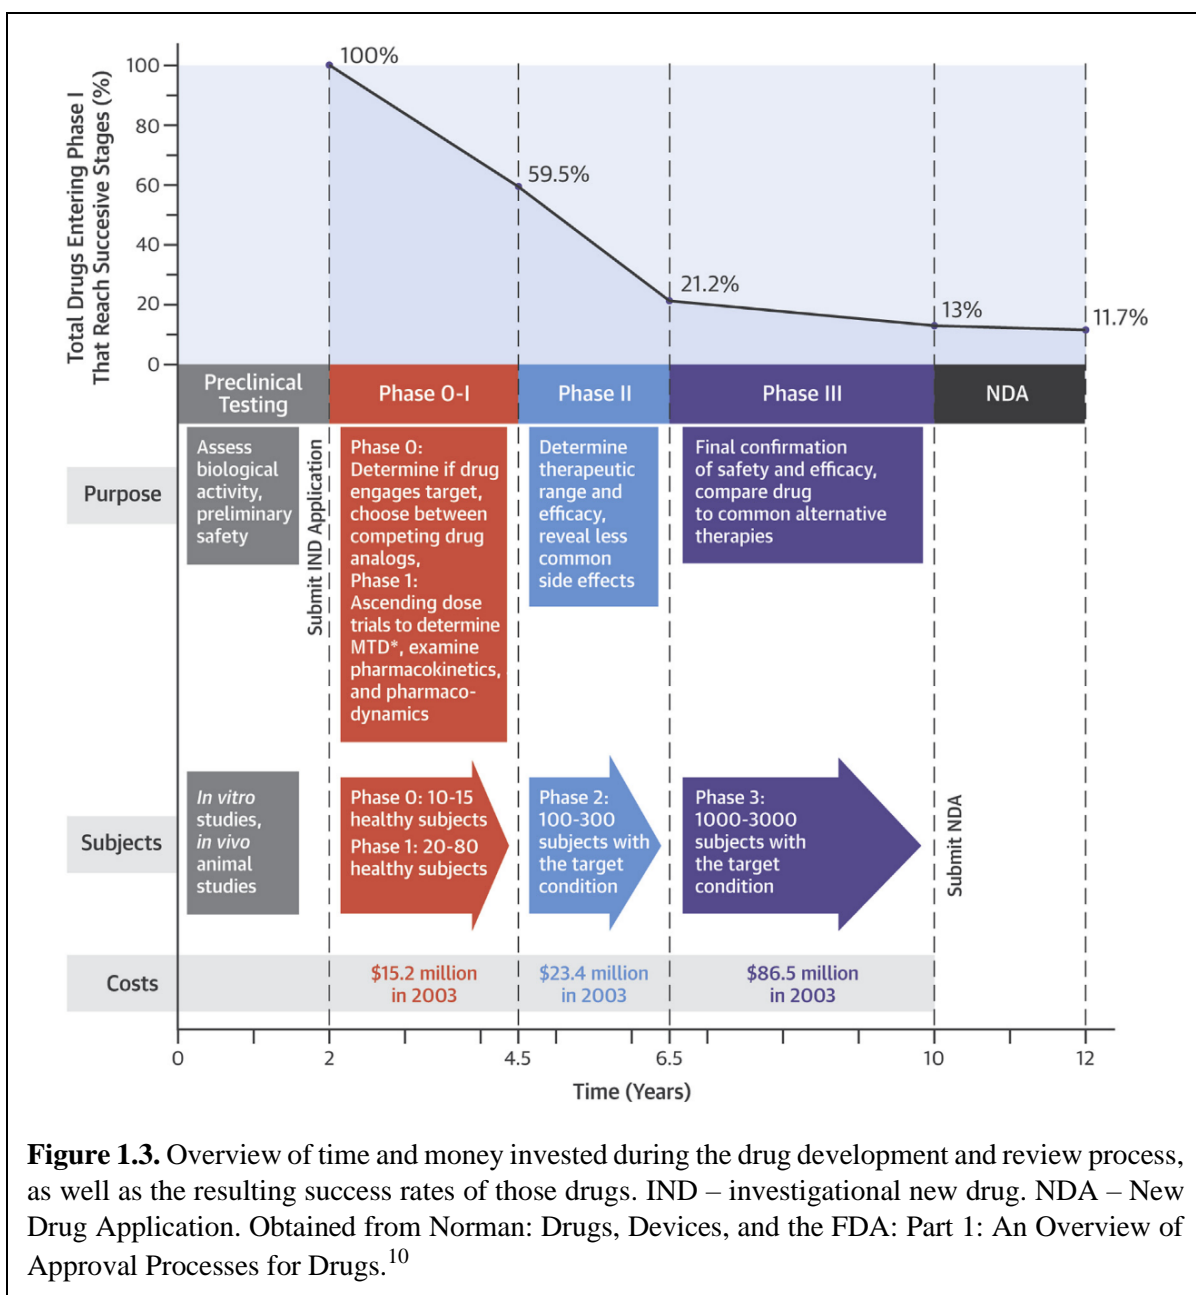 Total Drugs Entering Phase I
That Reach Succesive Stages (%)
100
80
60
40
20
0
100%
59.5%
21.2%
13%
11.7%
Preclinical
Testing
Phase 0-I
Phase II
Phase III
NDA
Purpose
Assess
biological
activity,
preliminary
safety
Submit IND Application
Phase 0:
Determine if drug
engages target,
choose between
competing drug
analogs,
Phase 1:
Ascending dose
trials to determine
MTD*, examine
pharmacokinetics,
and pharmaco-
dynamics
Determine
therapeutic
range and
efficacy,
reveal less
common
side effects
Final confirmation
of safety and efficacy,
compare drug
to common alternative
therapies
Subjects
In vitro
studies,
in vivo
animal
studies
Phase 0: 10-15
healthy subjects
Phase 1: 20-80
healthy subjects
Phase 2:
100-300
subjects with
the target
condition
Phase 3:
1000-3000
subjects with
the target
condition
Submit NDA
Costs
$15.2 million
in 2003
$23.4 million
in 2003
$86.5 million
in 2003
0
2
4.5
6.5
10
12
Time (Years)
Figure 1.3. Overview of time and money invested during the drug development and review process,
as well as the resulting success rates of those drugs. IND – investigational new drug. NDA – New
Drug Application. Obtained from Norman: Drugs, Devices, and the FDA: Part 1: An Overview of
Approval Processes for Drugs.10